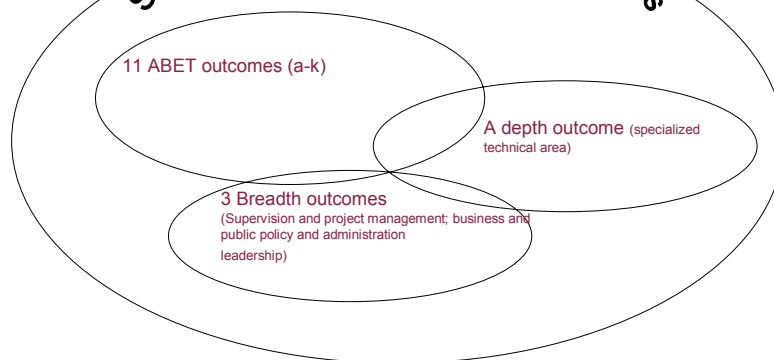 11 ABET outcomes (a-k)
A depth outcome (specialized
technical area)
3 Breadth outcomes
(Supervision and project management; business and
public policy and administration
leadership)